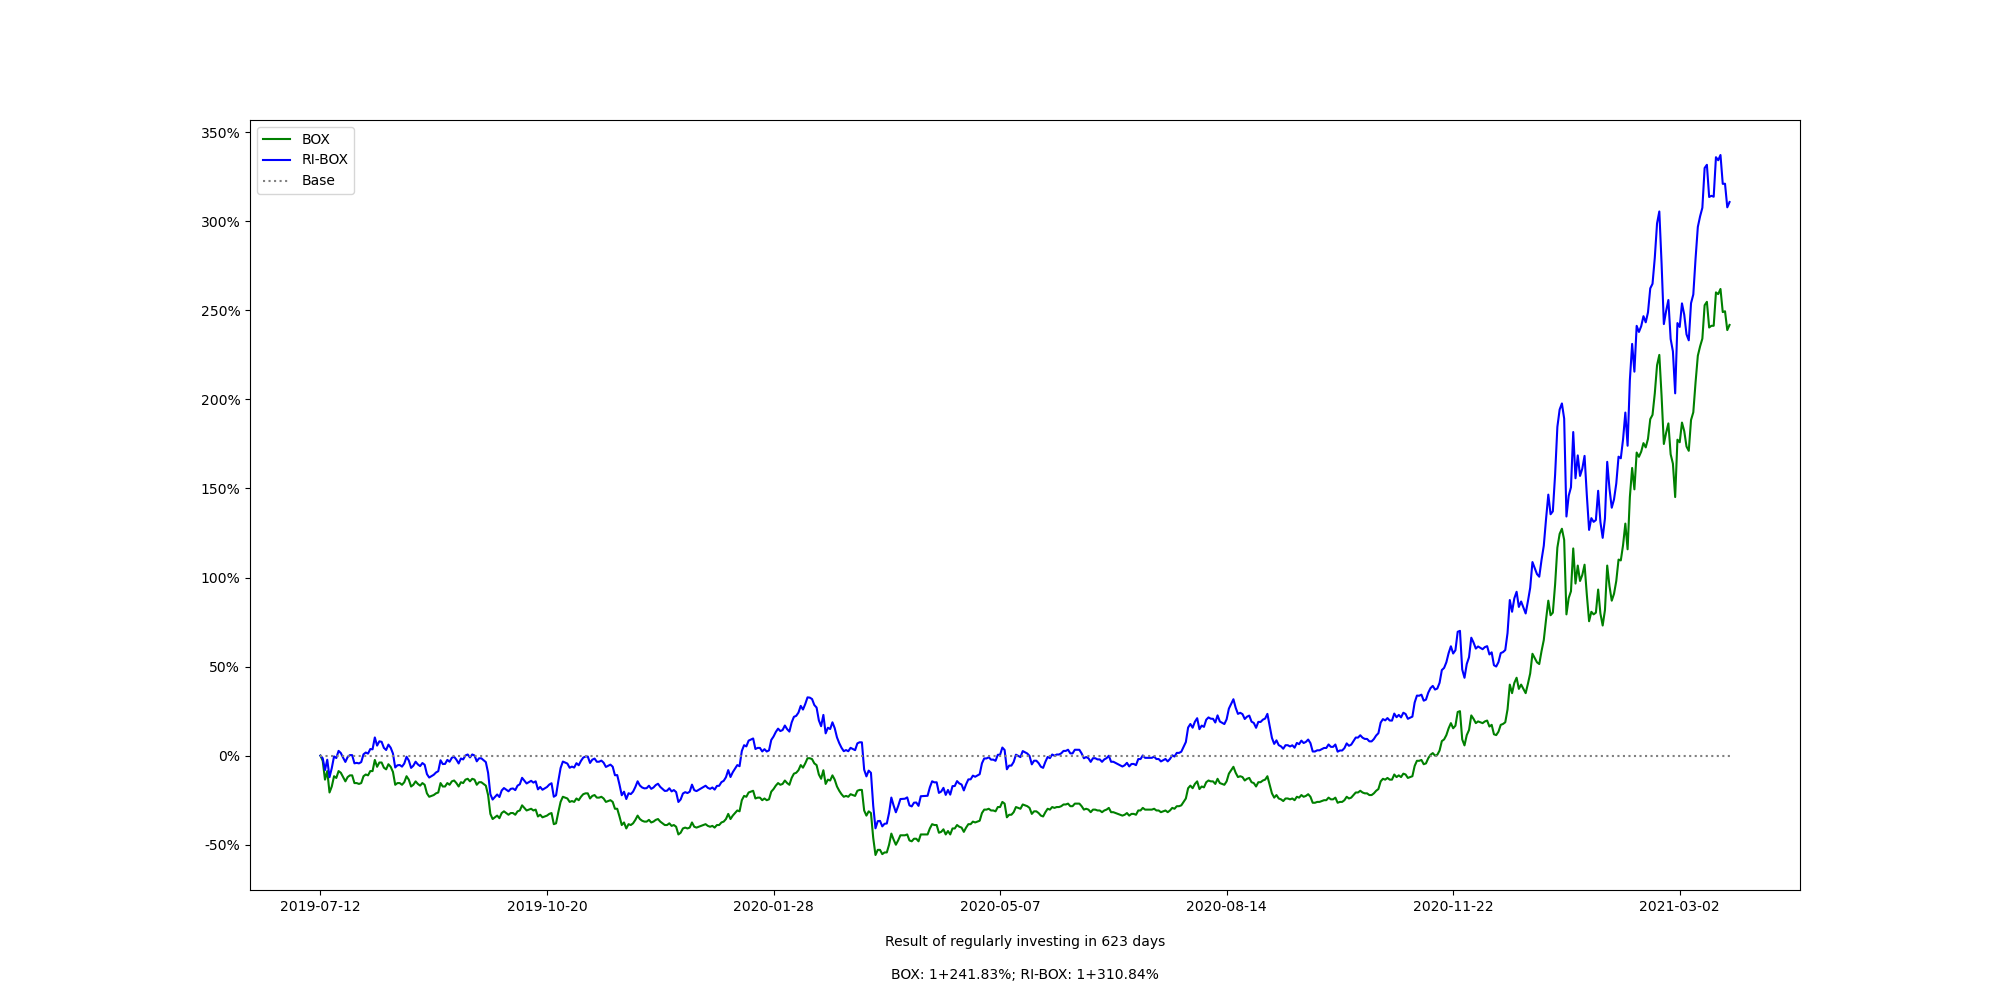 350%
300%
250%
200%
150%
100%
50%
0%
-50%
BOX
RI-BOX
Base
2019-07-12 2019-10-20 2020-01-28 2020-05-07 2020-08-14 2020-11-22 2021-03-02
Result of regularly investing in 623 days
BOX: 1+241.83%; RI-BOX: 1+310.84%